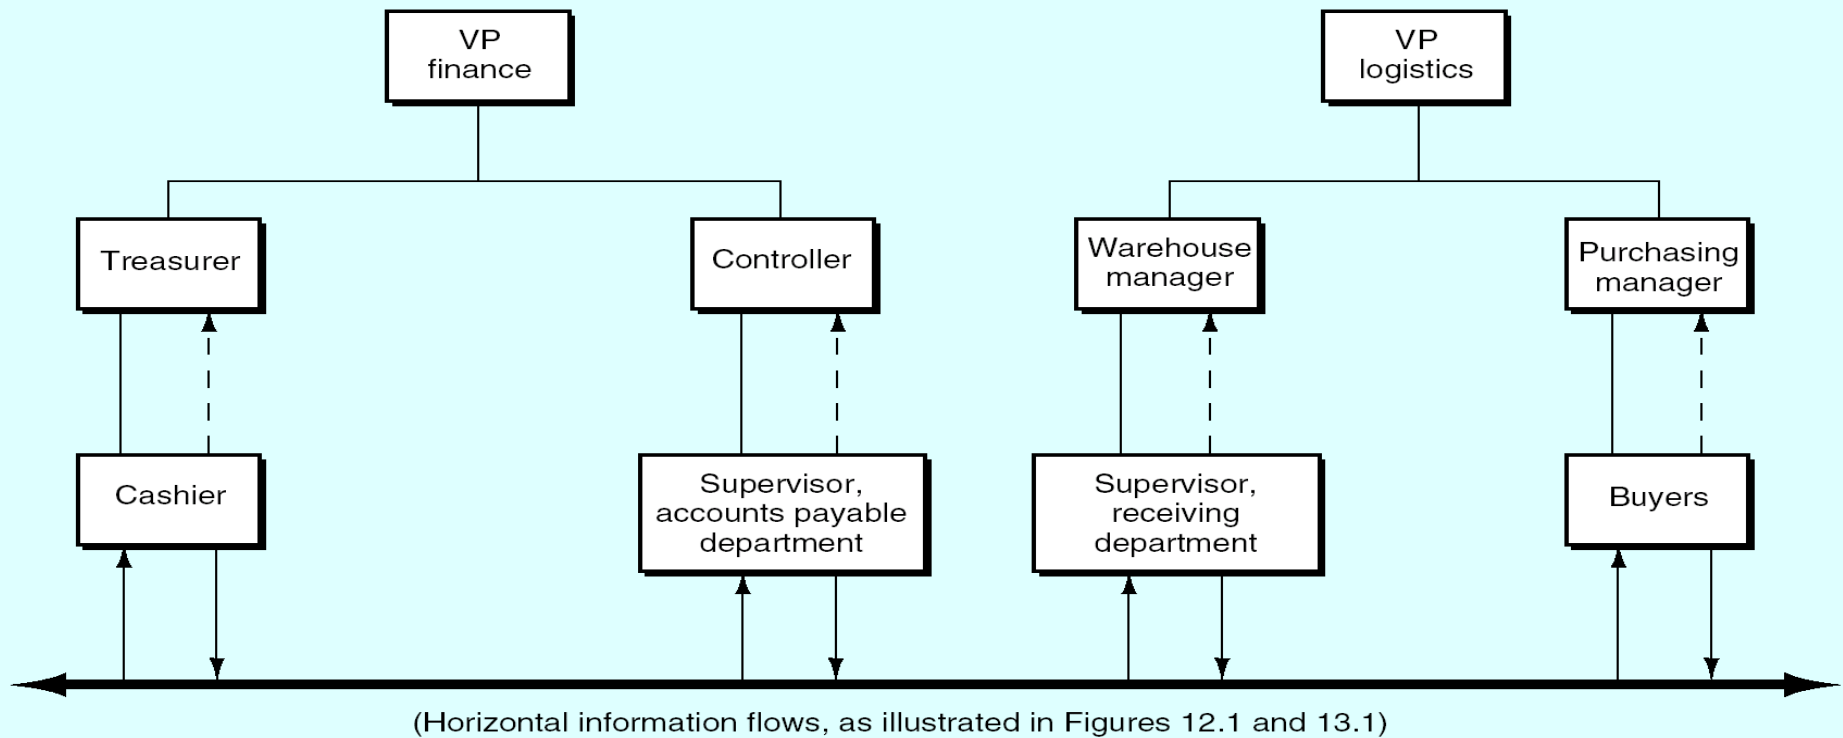 VP
finance
VP
logistics
Treasurer
Controller
Warehouse
manager
Purchasing
manager
Cashier
Supervisor,
accounts payable
department
Supervisor,
receiving
department
Buyers
(Horizontal information flows, as illustrated in Figures 12.1 and 13.1)